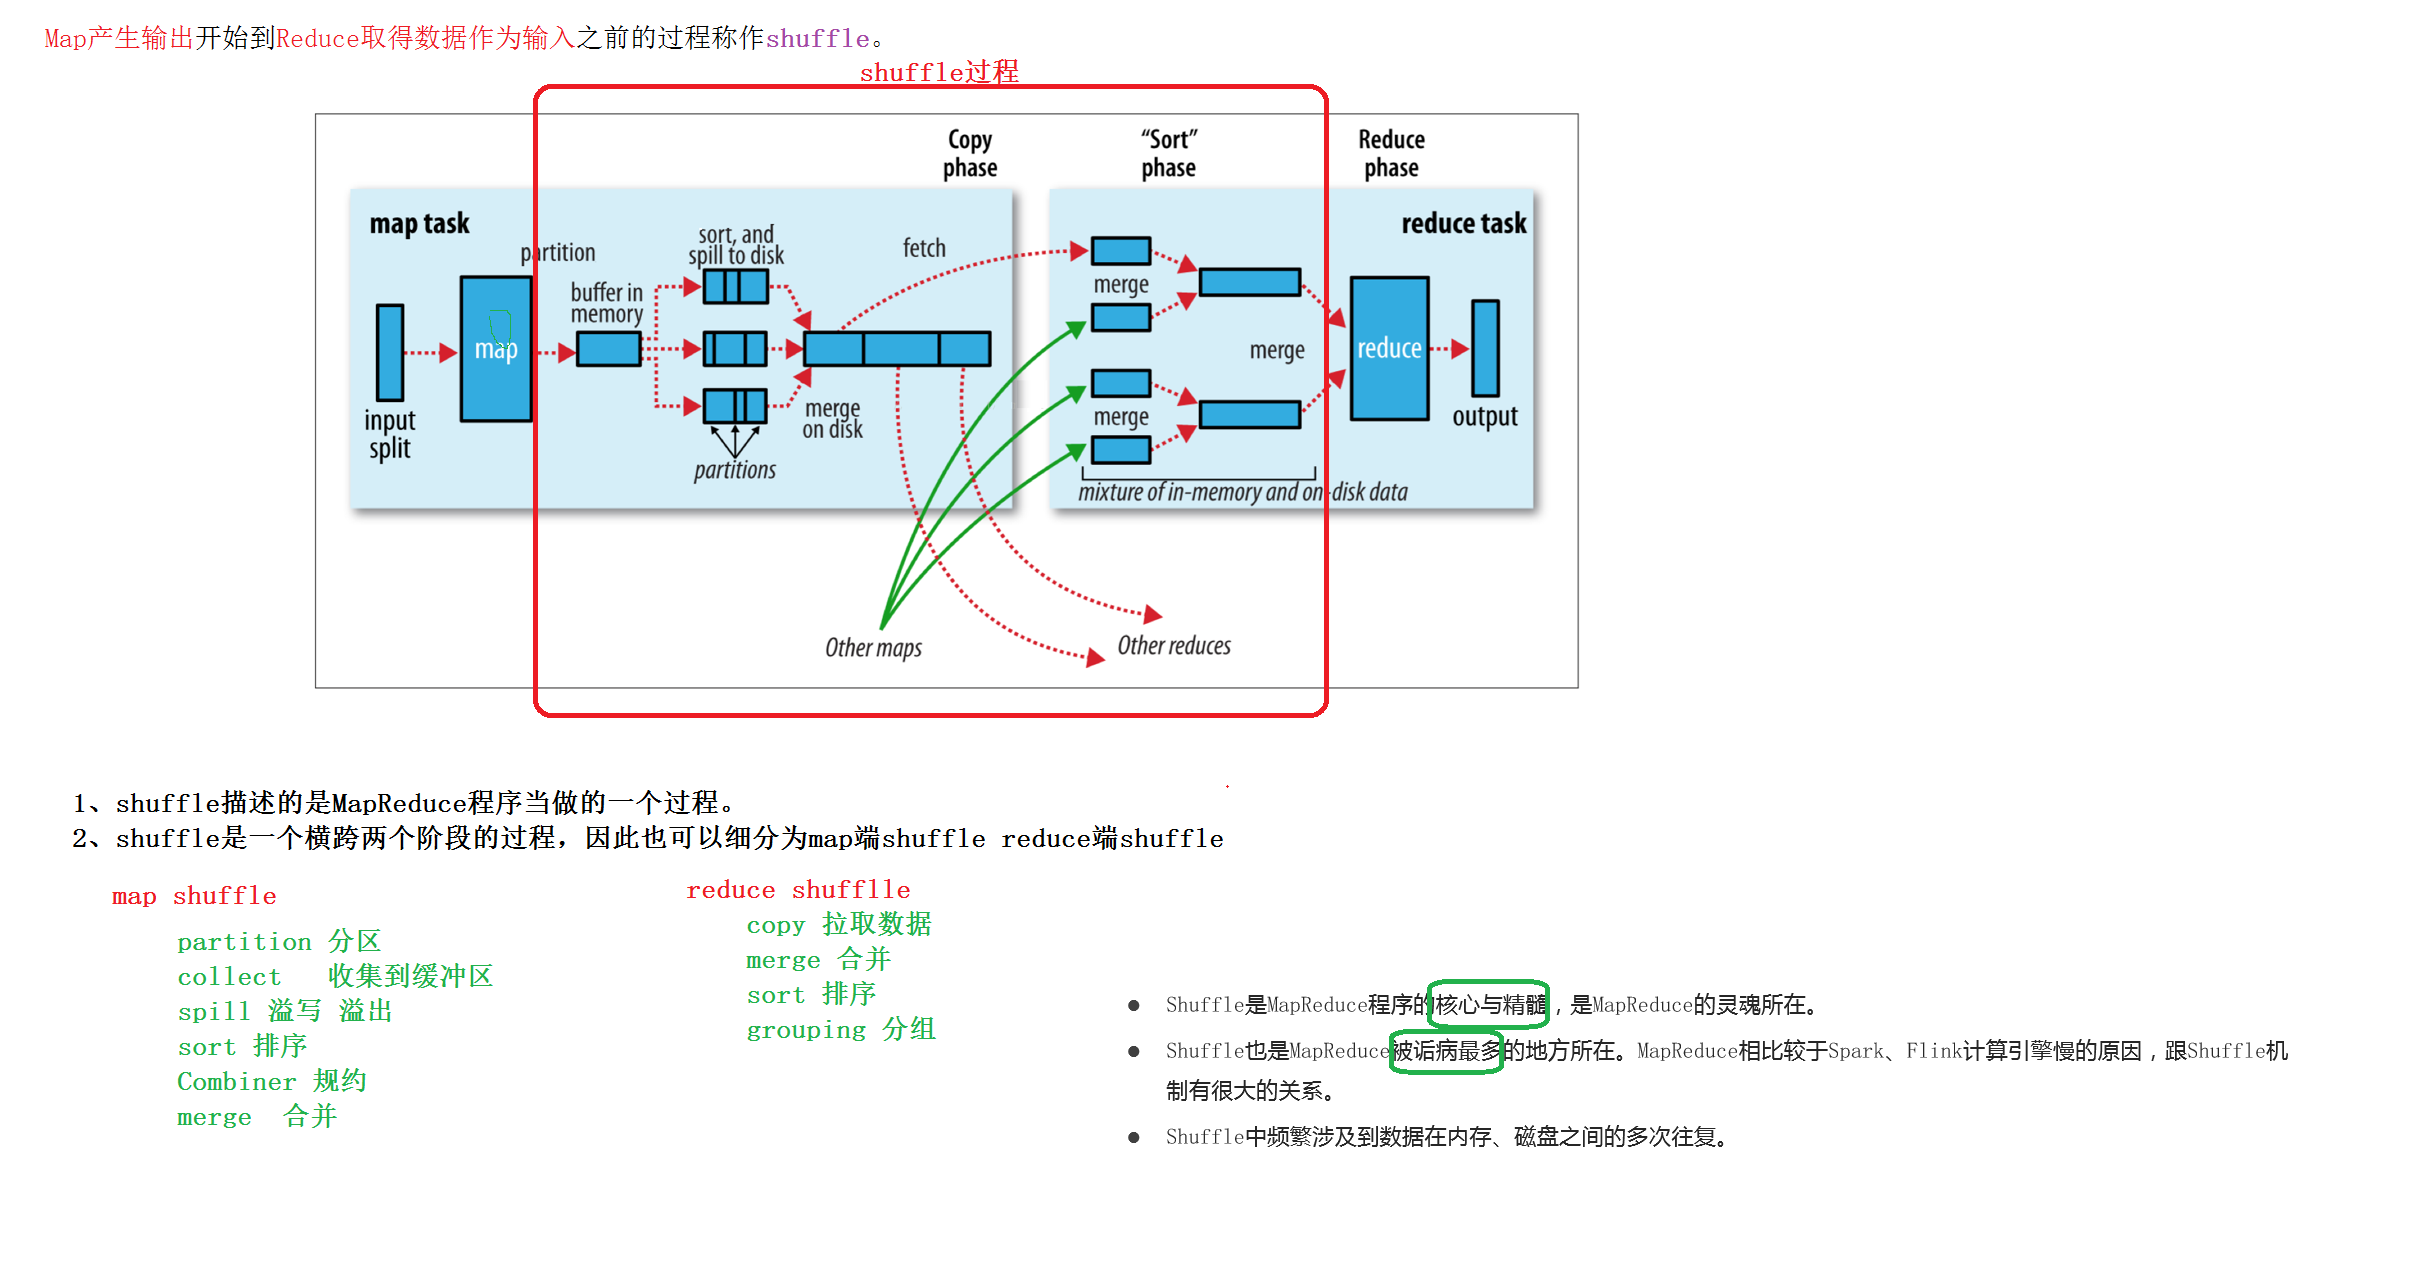 Map产生输出开始到Reduce取得数据作为输入之前的过程称作shuffle。
shuffle过程
Copy
phase
“Sort”
phase
Reduce
phase
map task
reduce task
partition
sort, and
spill to disk
fetch
buffer in
memory
merge
map
merge
reduce
input
split
merge
on disk
merge
output
partitions
mixture of in-memory and on-disk data
Other maps
Other reduces
1、shuffle描述的是MapReduce程序当做的一个过程。
2、shuffle是一个横跨两个阶段的过程，因此也可以细分为map端shuffle reduce端shuffle
map shuffle
partition 分区
collect 收集到缓冲区
spill 溢写 溢出
sort 排序
Combiner 规约
merge 合并
reduce shufflle
copy 拉取数据
merge 合并
sort 排序
grouping 分组
● Shuffle是MapReduce程序的核心与精髓，是MapReduce的灵魂所在。
● Shuffle也是MapReduce被诟病最多的地方所在。MapReduce相比较于Spark、Flink计算引擎慢的原因，跟Shuffle机
制有很大的关系。
● Shuffle中频繁涉及到数据在内存、磁盘之间的多次往复。